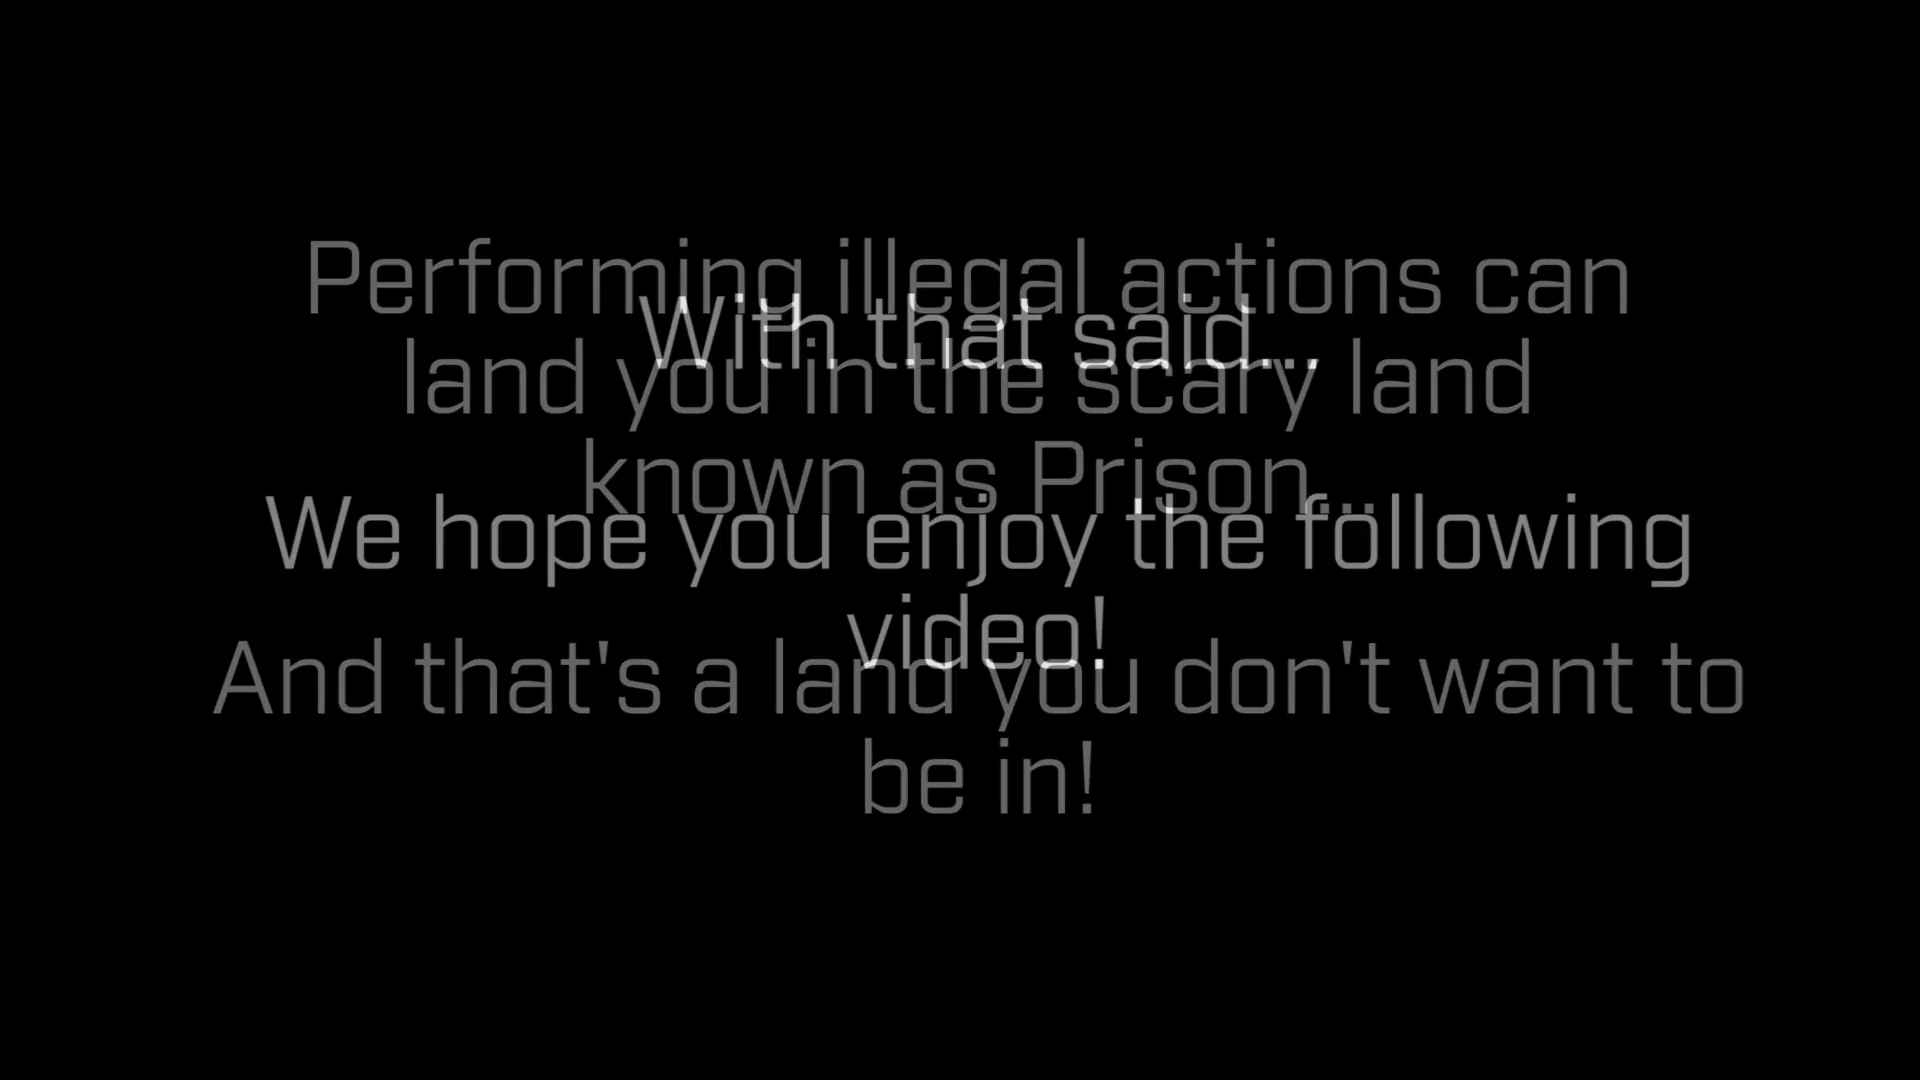 Performing illegal actions can
land you in the scary land
known as Prison...
And that's a land you don't want to
be in!
With that said...
We hope you enjoy the following
video!